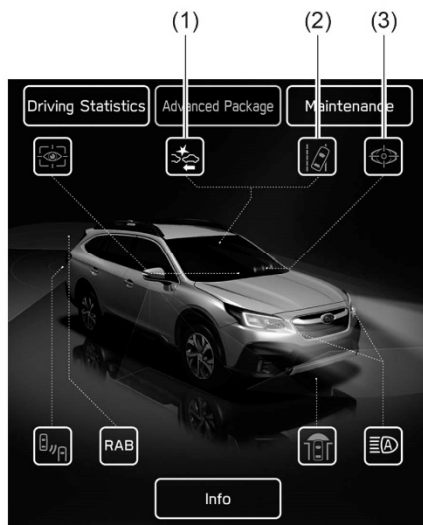 (1) (2) (3)
Driving Statistics Advanced Package Maintenance
RAB
A
Info